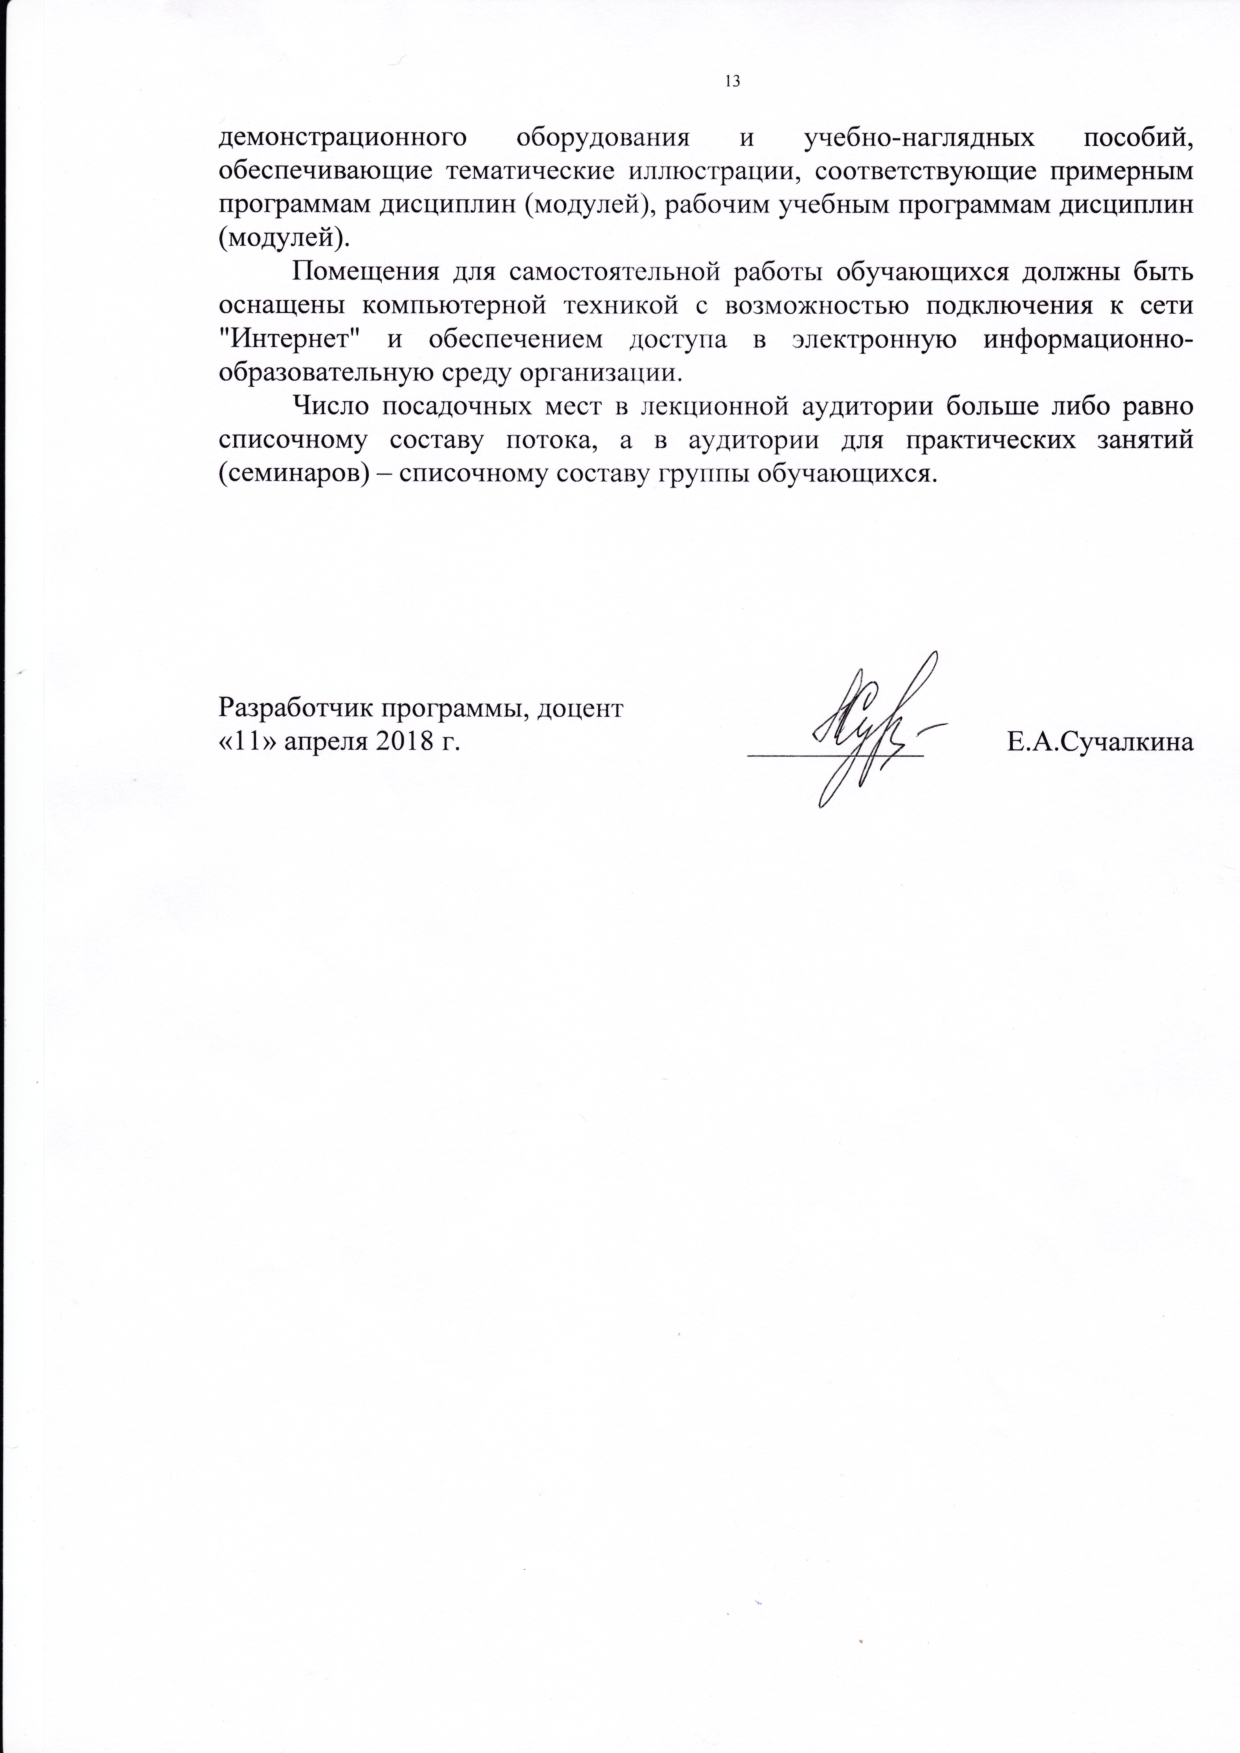 13
демонстрационного оборудования и учебно-наглядных пособий,
обеспечивающие тематические иллюстрации, соответствующие примерным
программам дисциплин (модулей), рабочим учебным программам дисциплин
(модулей).
Помещения для самостоятельной работы обучающихся должны быть
оснащены компьютерной техникой с возможностью подключения к сети
"Интернет" и обеспечением доступа в электронную информационно-
образовательную среду организации.
Число посадочных мест в лекционной аудитории больше либо равно
списочному составу потока, а в аудитории для практических занятий
(семинаров) – списочному составу группы обучающихся.
Разработчик программы, доцент
«11» апреля 2018 г. Е.А.Сучалкина